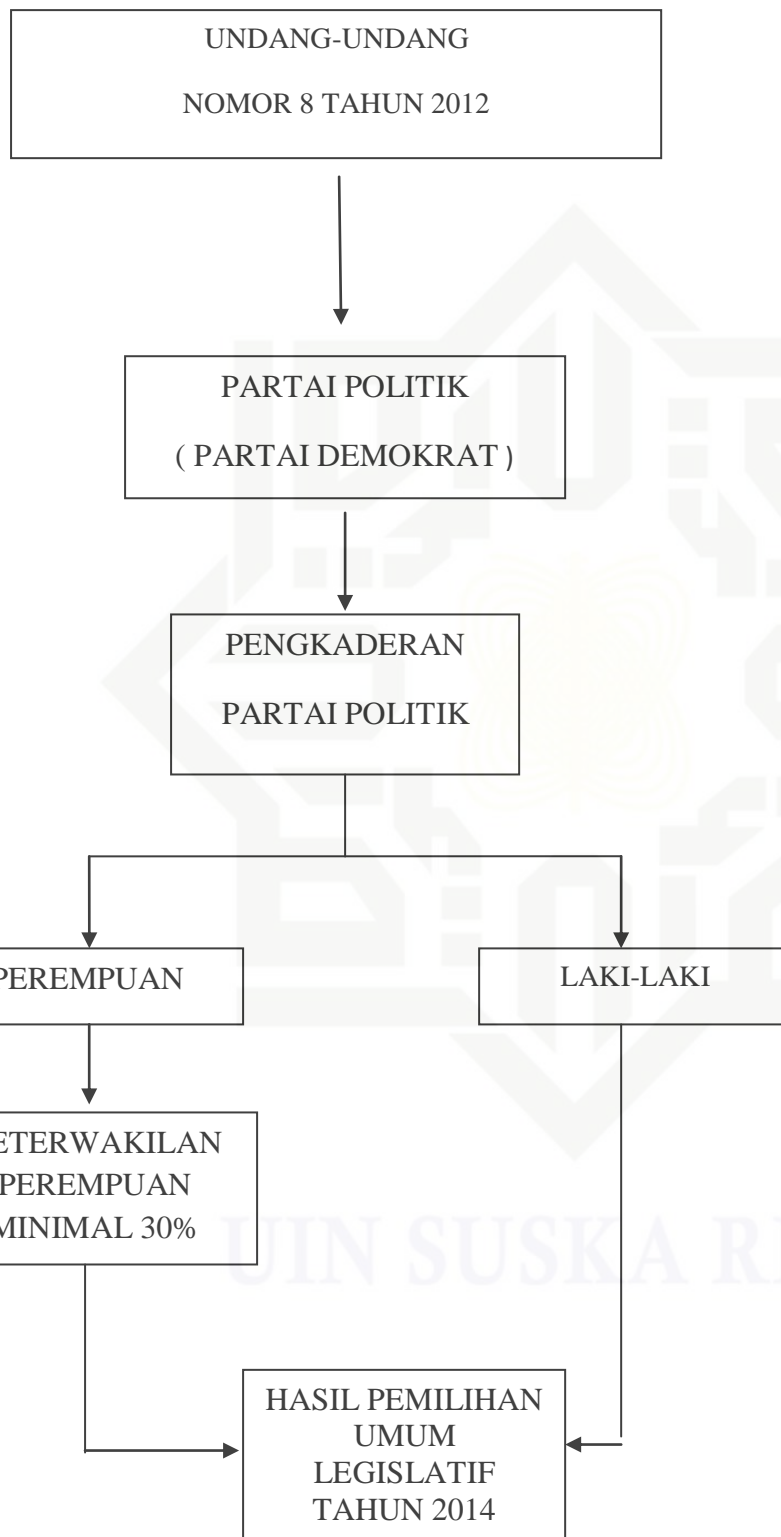 UNDANG-UNDANG
NOMOR 8 TAHUN 2012
PARTAI POLITIK
( PARTAI DEMOKRAT )
PENGKADERAN
PARTAI POLITIK
PEREMPUAN
LAKI-LAKI
ETERWAKILAN
PEREMPUAN
MINIMAL 30%
UIN SUSKA R
HASIL PEMILIHAN
UMUM
LEGISLATIF
TAHUN 2014